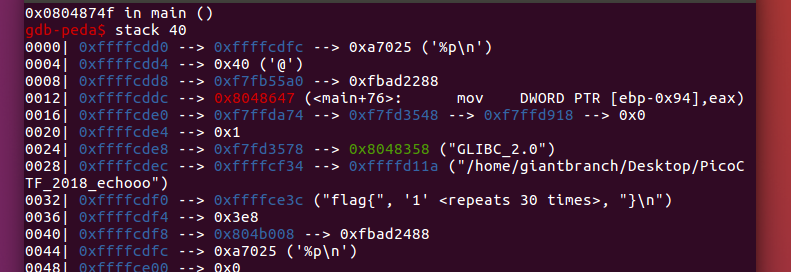 0x0804874f in main ()
gdb-peda$ stack 40
0000| 0xffffcdd0 --> 0xffffcdfc --> 0xa7025 ('%p\n')
0004| 0xffffcdd4 --> 0x40 ('@')
0008| 0xffffcdd8 --> 0xf7fb55a0 --> 0xfbad2288
0012| 0xffffcddc --> 0x8048647 (<main+76>:      mov    DWORD PTR [ebp-0x94],eax)
0016| 0xffffcde0 --> 0xf7ffda74 --> 0xf7fd3548 --> 0xf7ffd918 --> 0x0
0020| 0xffffcde4 --> 0x1
0024| 0xffffcde8 --> 0xf7fd3578 --> 0x8048358 ("GLIBC_2.0")
0028| 0xffffcdec --> 0xffffcf34 --> 0xffffd11a ("/home/giantbranch/Desktop/PicoC
TF_2018_echooo")
0032| 0xffffcdf0 --> 0xffffce3c ("flag{", '1' <repeats 30 times>, "}\n")
0036| 0xffffcdf4 --> 0x3e8
0040| 0xffffcdf8 --> 0x804b008 --> 0xfbad2488
0044| 0xffffcdfc --> 0xa7025 ('%p\n')
0048| 0xffffce00 --> 0x0